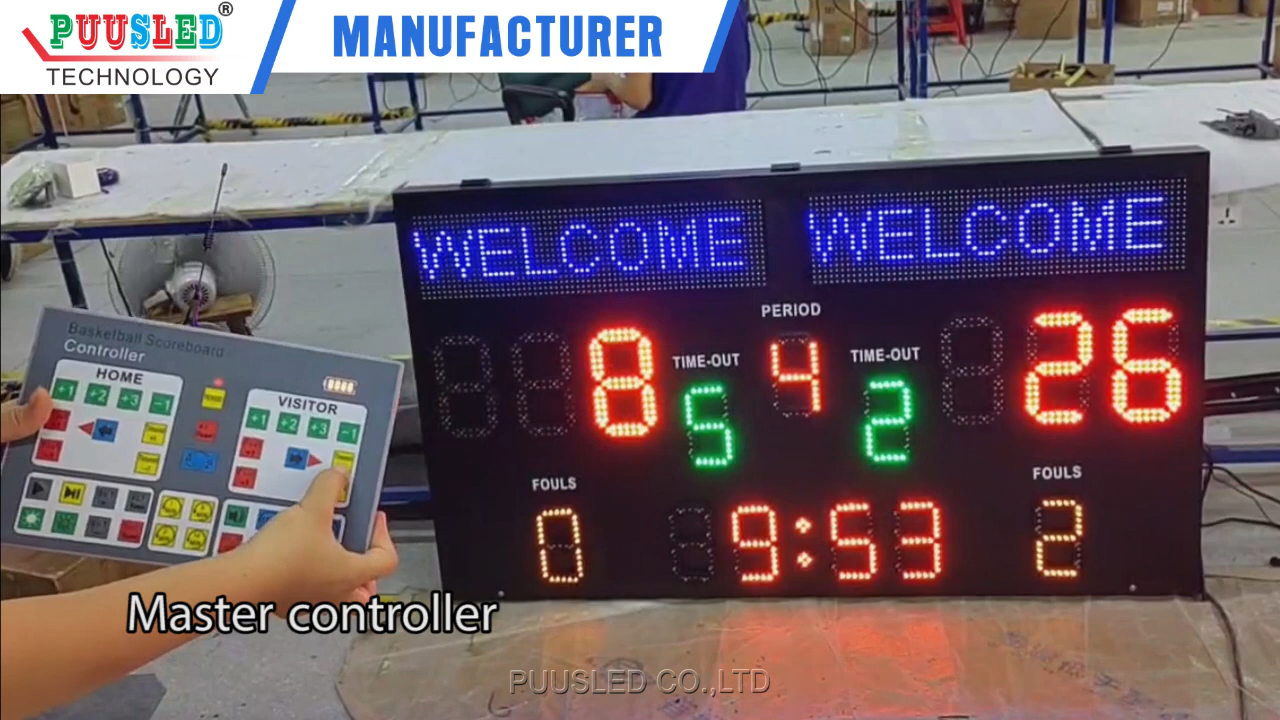 PUUSLED®
TECHNOLOGY
MANUFACTURER
WELCOME
WELCOME
PERIOD
8
4
26
TIME-OUT
TIME-OUT
5
2
FOULS
FOULS
0
9:53
2
Basketball Scoreboard
Controller
HOME
+1
+2
+3
-1
VISITOR
+1
+2
+3
-1
Master controller
PUUSLED CO.,LTD